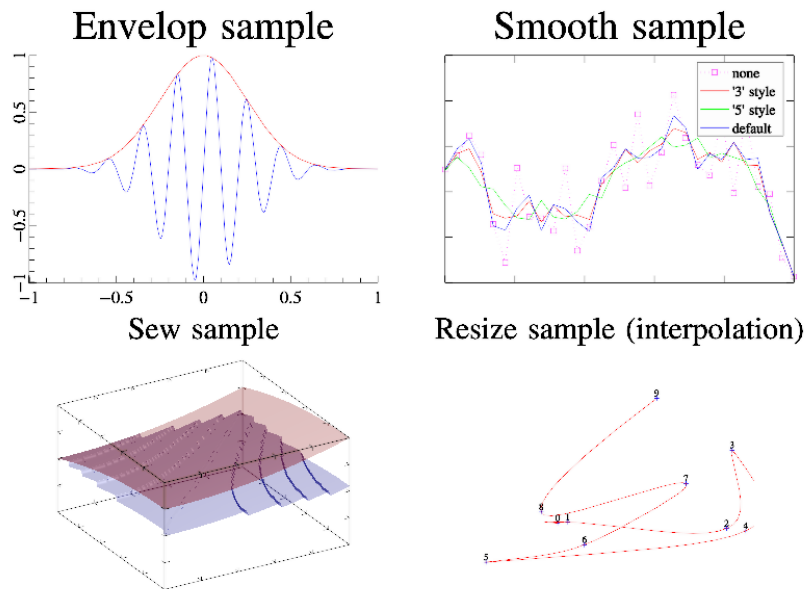 Envelop sample
Smooth sample
1
0.5
0
−0.5
−1
−1
−0.5
0
0.5
1
none
'3' style
'5' style
default
Sew sample
Resize sample (interpolation)
9
3
7
8
0
1
2
4
6
5